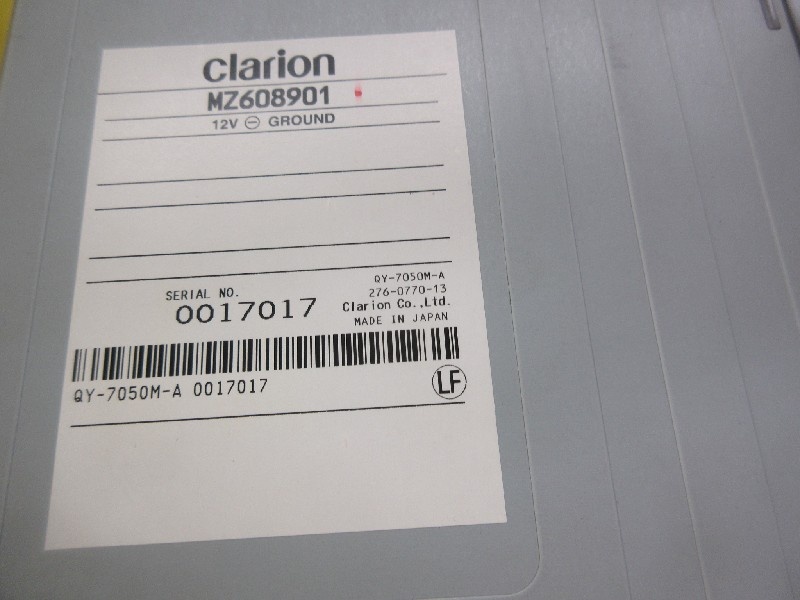 clarion
MZ608901
12V ⊖ GROUND
QY-7050M-A
SERIAL NO.
276-0770-13
0017017
Clarion Co.,Ltd.
MADE IN JAPAN
QY-7050M-A 0017017
LF